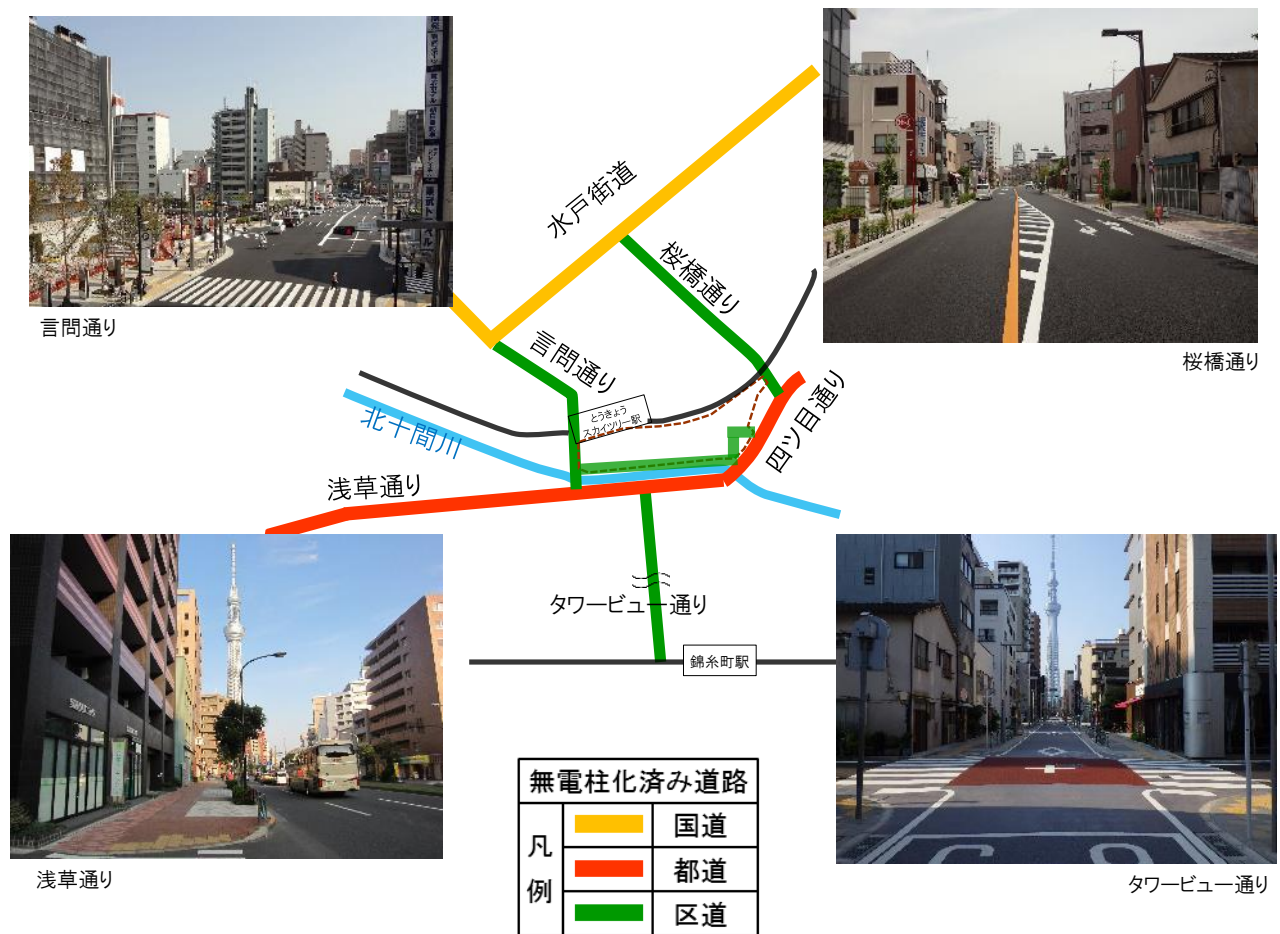 水戸街道
桜橋通り
言問通り
桜橋通り
言問通り
とうきょう
スカイツリー駅
四ツ目通り
北十間川
浅草通り
タワービュー通り
錦糸町駅
無電柱化済み道路
凡例
国道
都道
区道
浅草通り
タワービュー通り